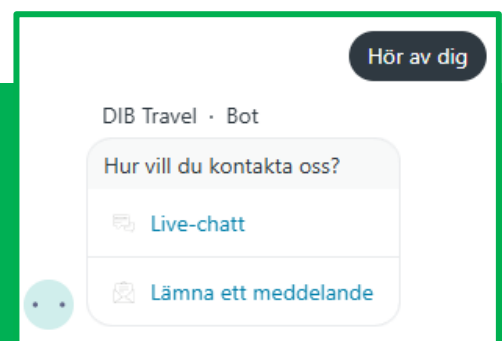 Hör av dig
DIB Travel · Bot
Hur vill du kontakta oss?
Live-chatt
Lämna ett meddelande